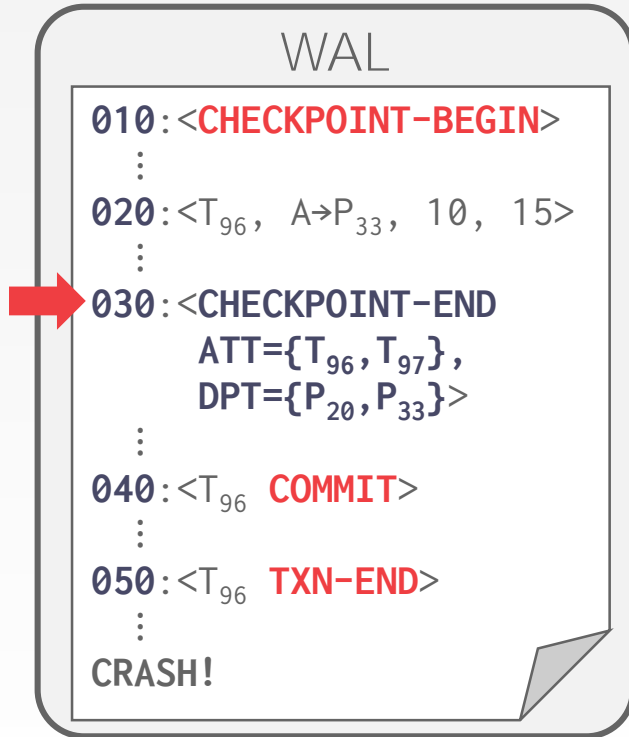 WAL
010:<CHECKPOINT-BEGIN>
⋮
020:<T₉₆, A→P₃₃, 10, 15>
⋮
030:<CHECKPOINT-END
ATT={T₉₆,T₉₇},
DPT={P₂₀,P₃₃}>
⋮
040:<T₉₆ COMMIT>
⋮
050:<T₉₆ TXN-END>
⋮
CRASH!